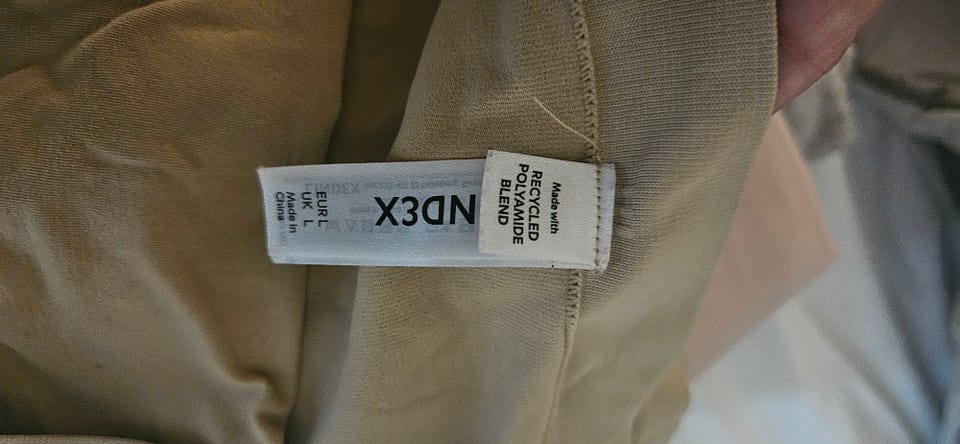 NDEX
EUR L
UK L
Made in
China
Made with
RECYCLED
POLYAMIDE
BLEND